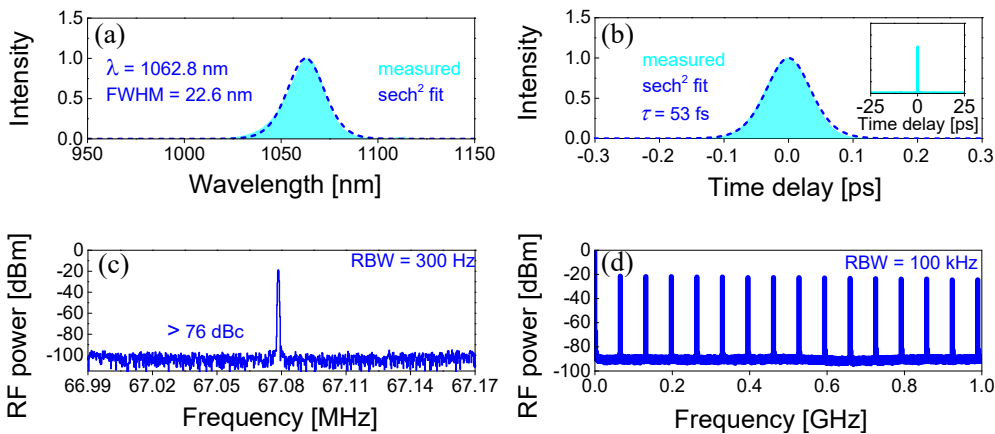 (a)
λ = 1062.8 nm
FWHM = 22.6 nm
measured
sech² fit
Intensity
1.5
1.0
0.5
0.0
950
1000
1050
1100
1150
Wavelength [nm]
(b)
measured
sech² fit
τ = 53 fs
Intensity
1.5
1.0
0.5
0.0
-0.3
-0.2
-0.1
0.0
0.1
0.2
0.3
Time delay [ps]
-25
0
25
Time delay [ps]
(c)
RBW = 300 Hz
> 76 dBc
RF power [dBm]
0
-20
-40
-60
-80
-100
66.99
67.02
67.05
67.08
67.11
67.14
67.17
Frequency [MHz]
(d)
RBW = 100 kHz
RF power [dBm]
0
-20
-40
-60
-80
-100
0.0
0.2
0.4
0.6
0.8
1.0
Frequency [GHz]